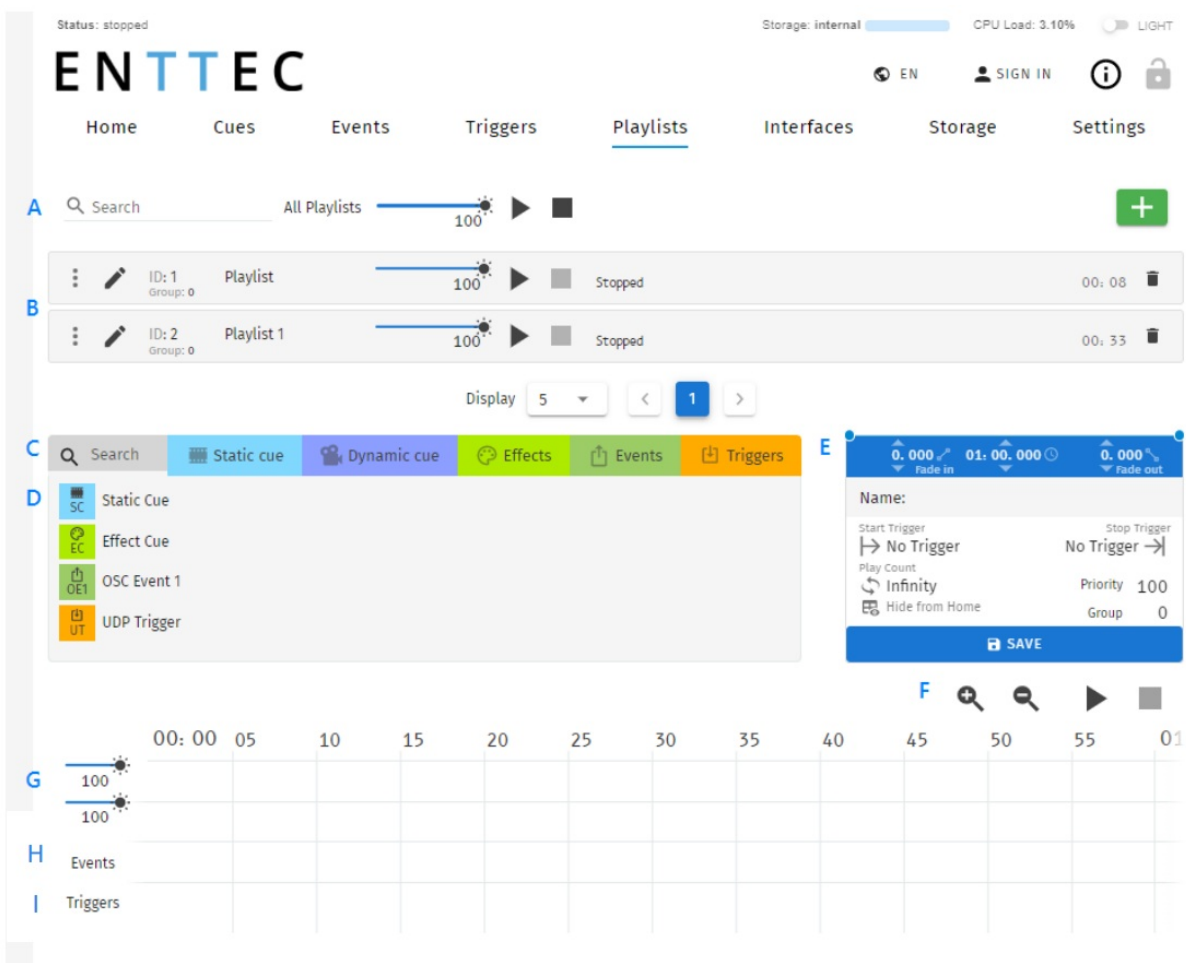 Status: stopped Storage: internal CPU Load: 3.10% LIGHT
ENTTEC
EN SIGN IN
Home Cues Events Triggers Playlists Interfaces Storage Settings
A Search All Playlists 100
ID: 1 Playlist 100 Stopped 00: 08
Group: 0
B
ID: 2 Playlist 1 100 Stopped 00: 33
Group: 0
Display 5 1
C Search Static cue Dynamic cue Effects Events Triggers
D SC Static Cue
EC Effect Cue
OE1 OSC Event 1
UT UDP Trigger
E 0. 000 01: 00. 000 0. 000
Fade in Fade out
Name:
Start Trigger Stop Trigger
No Trigger No Trigger
Play Count
Infinity Priority 100
Hide from Home Group 0
SAVE
F
00: 00 05 10 15 20 25 30 35 40 45 50 55 01
G 100
100
H Events
I Triggers